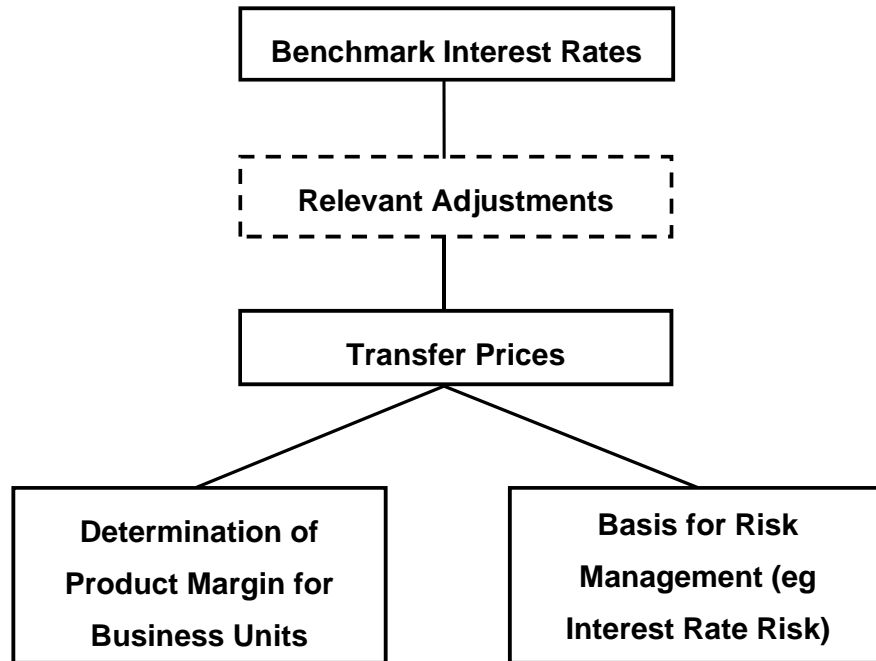 Benchmark Interest Rates
Relevant Adjustments
Transfer Prices
Determination of
Product Margin for
Business Units
Basis for Risk
Management (eg
Interest Rate Risk)